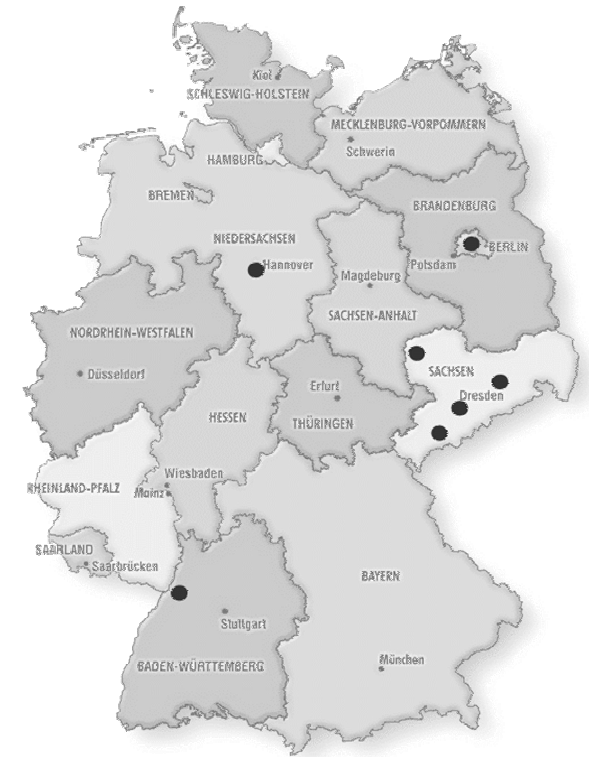 Kiel
SCHLESWIG-HOLSTEIN
MECKLENBURG-VORPOMMERN
Schwerin
HAMBURG
BREMEN
BRANDENBURG
NIEDERSACHSEN
BERLIN
Hannover
Potsdam
Magdeburg
SACHSEN-ANHALT
NORDRHEIN-WESTFALEN
Düsseldorf
SACHSEN
Erfurt
Dresden
HESSEN
THÜRINGEN
Wiesbaden
RHEINLAND-PFALZ
Mainz
SAARLAND
Saarbrücken
BAYERN
Stuttgart
München
BADEN-WÜRTTEMBERG